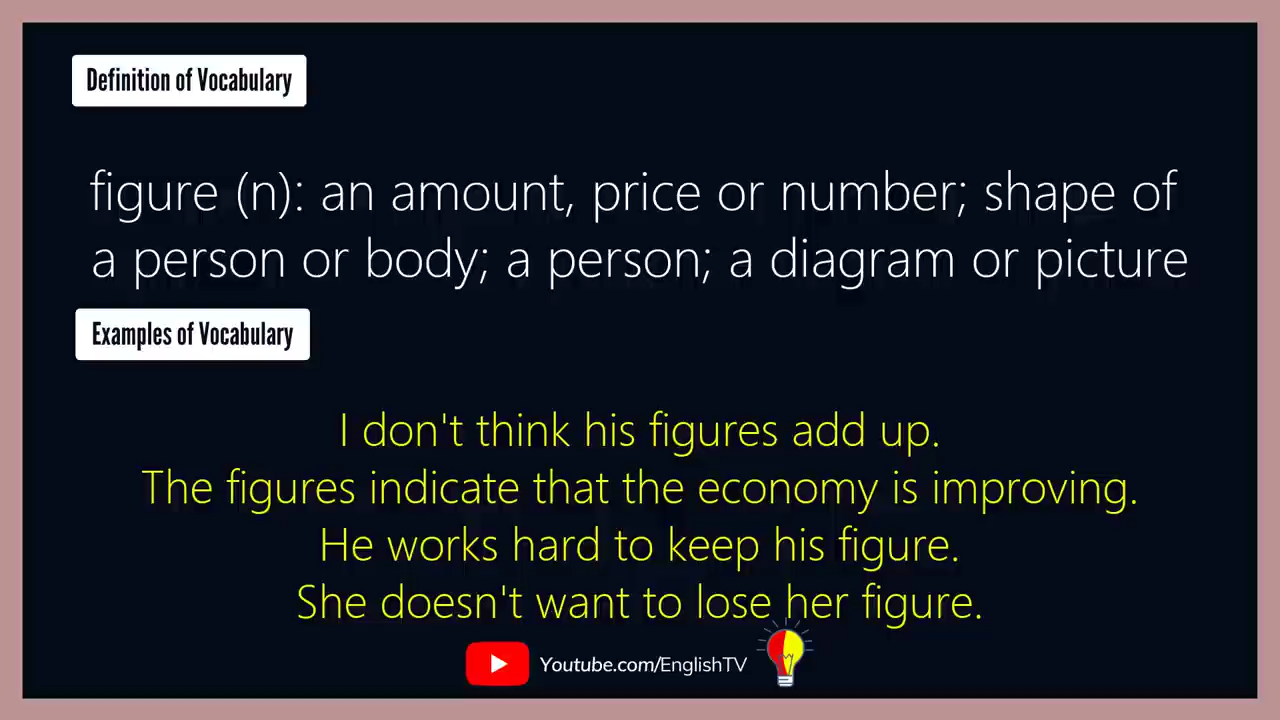 Definition of Vocabulary
figure (n): an amount, price or number; shape of
a person or body; a person; a diagram or picture
Examples of Vocabulary
I don't think his figures add up.
The figures indicate that the economy is improving.
He works hard to keep his figure.
She doesn't want to lose her figure.
Youtube.com/EnglishTV